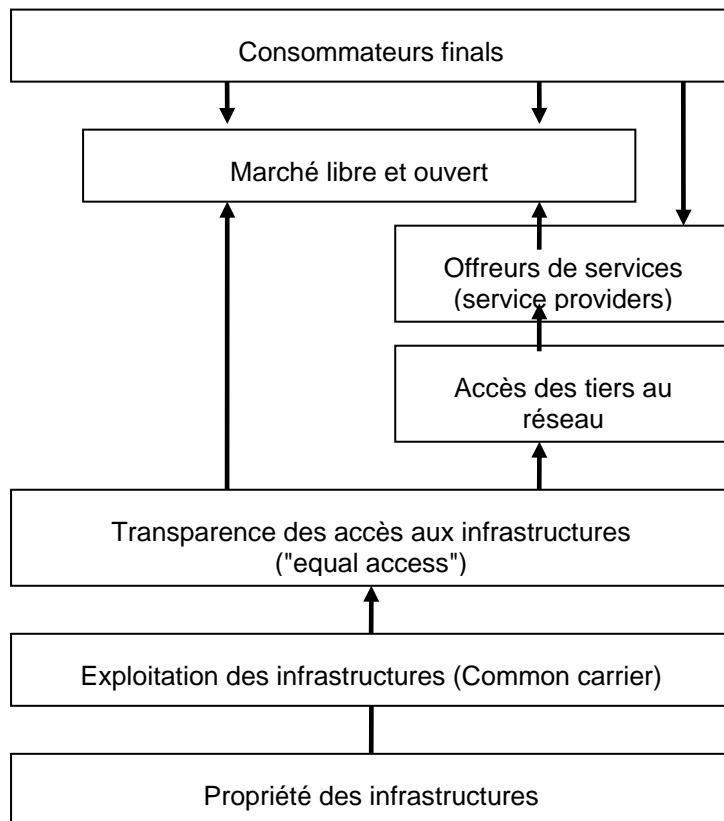 Consommateurs finals
Marché libre et ouvert
Offreurs de services
(service providers)
Accès des tiers au
réseau
Transparence des accès aux infrastructures
("equal access")
Exploitation des infrastructures (Common carrier)
Propriété des infrastructures